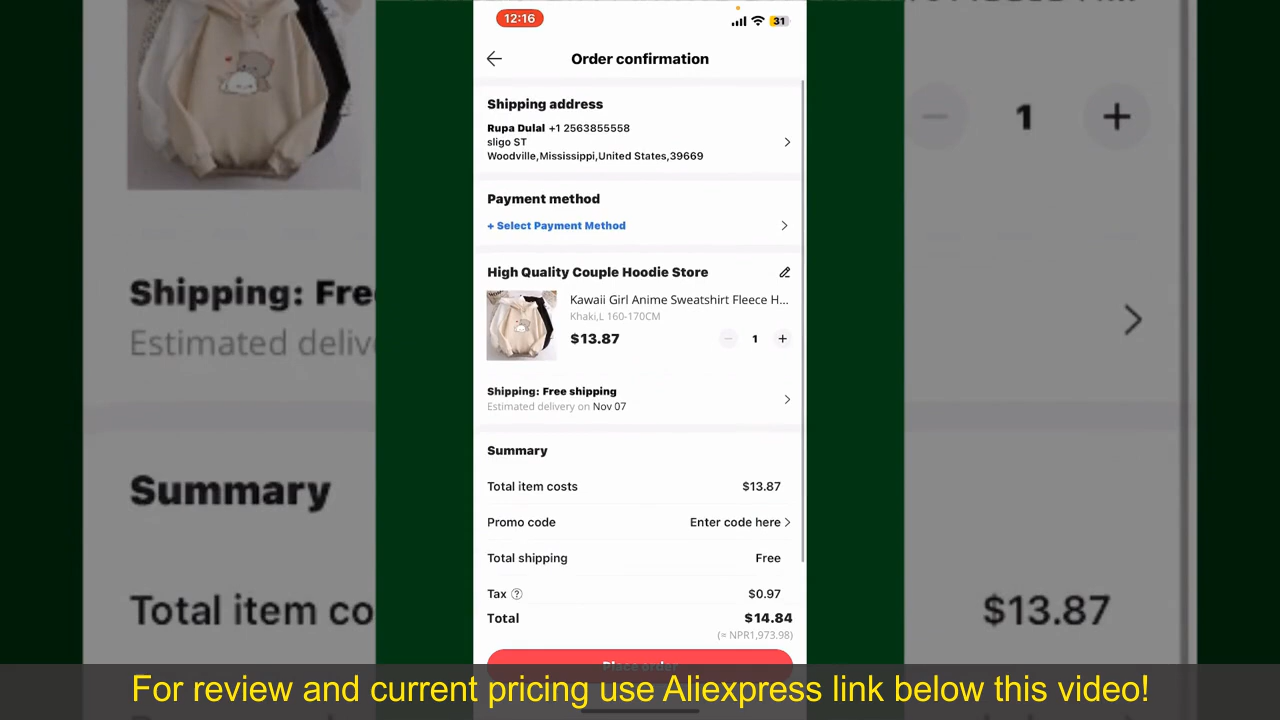 12:16
31
Order confirmation
Shipping address
Rupa Dulal +1 2563855558
sligo ST
Woodville,Mississippi,United States,39669
Payment method
+ Select Payment Method
High Quality Couple Hoodie Store
Kawaii Girl Anime Sweatshirt Fleece H...
Khaki,L 160-170CM
$13.87
1
Shipping: Free shipping
Estimated delivery on Nov 07
Summary
Total item costs $13.87
Promo code Enter code here
Total shipping Free
Tax ? $0.97
Total $14.84
(≈ NPR1,973.98)
Place order
1
Shipping: Fre
Estimated deliv
Summary
Total item co
$13.87
For review and current pricing use Aliexpress link below this video!